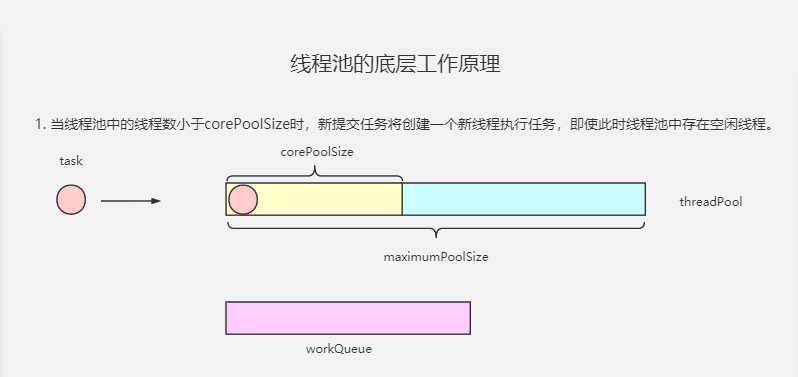 线程池的底层工作原理
1. 当线程池中的线程数小于corePoolSize时，新提交任务将创建一个新线程执行任务，即使此时线程池中存在空闲线程。
task
corePoolSize
threadPool
maximumPoolSize
workQueue